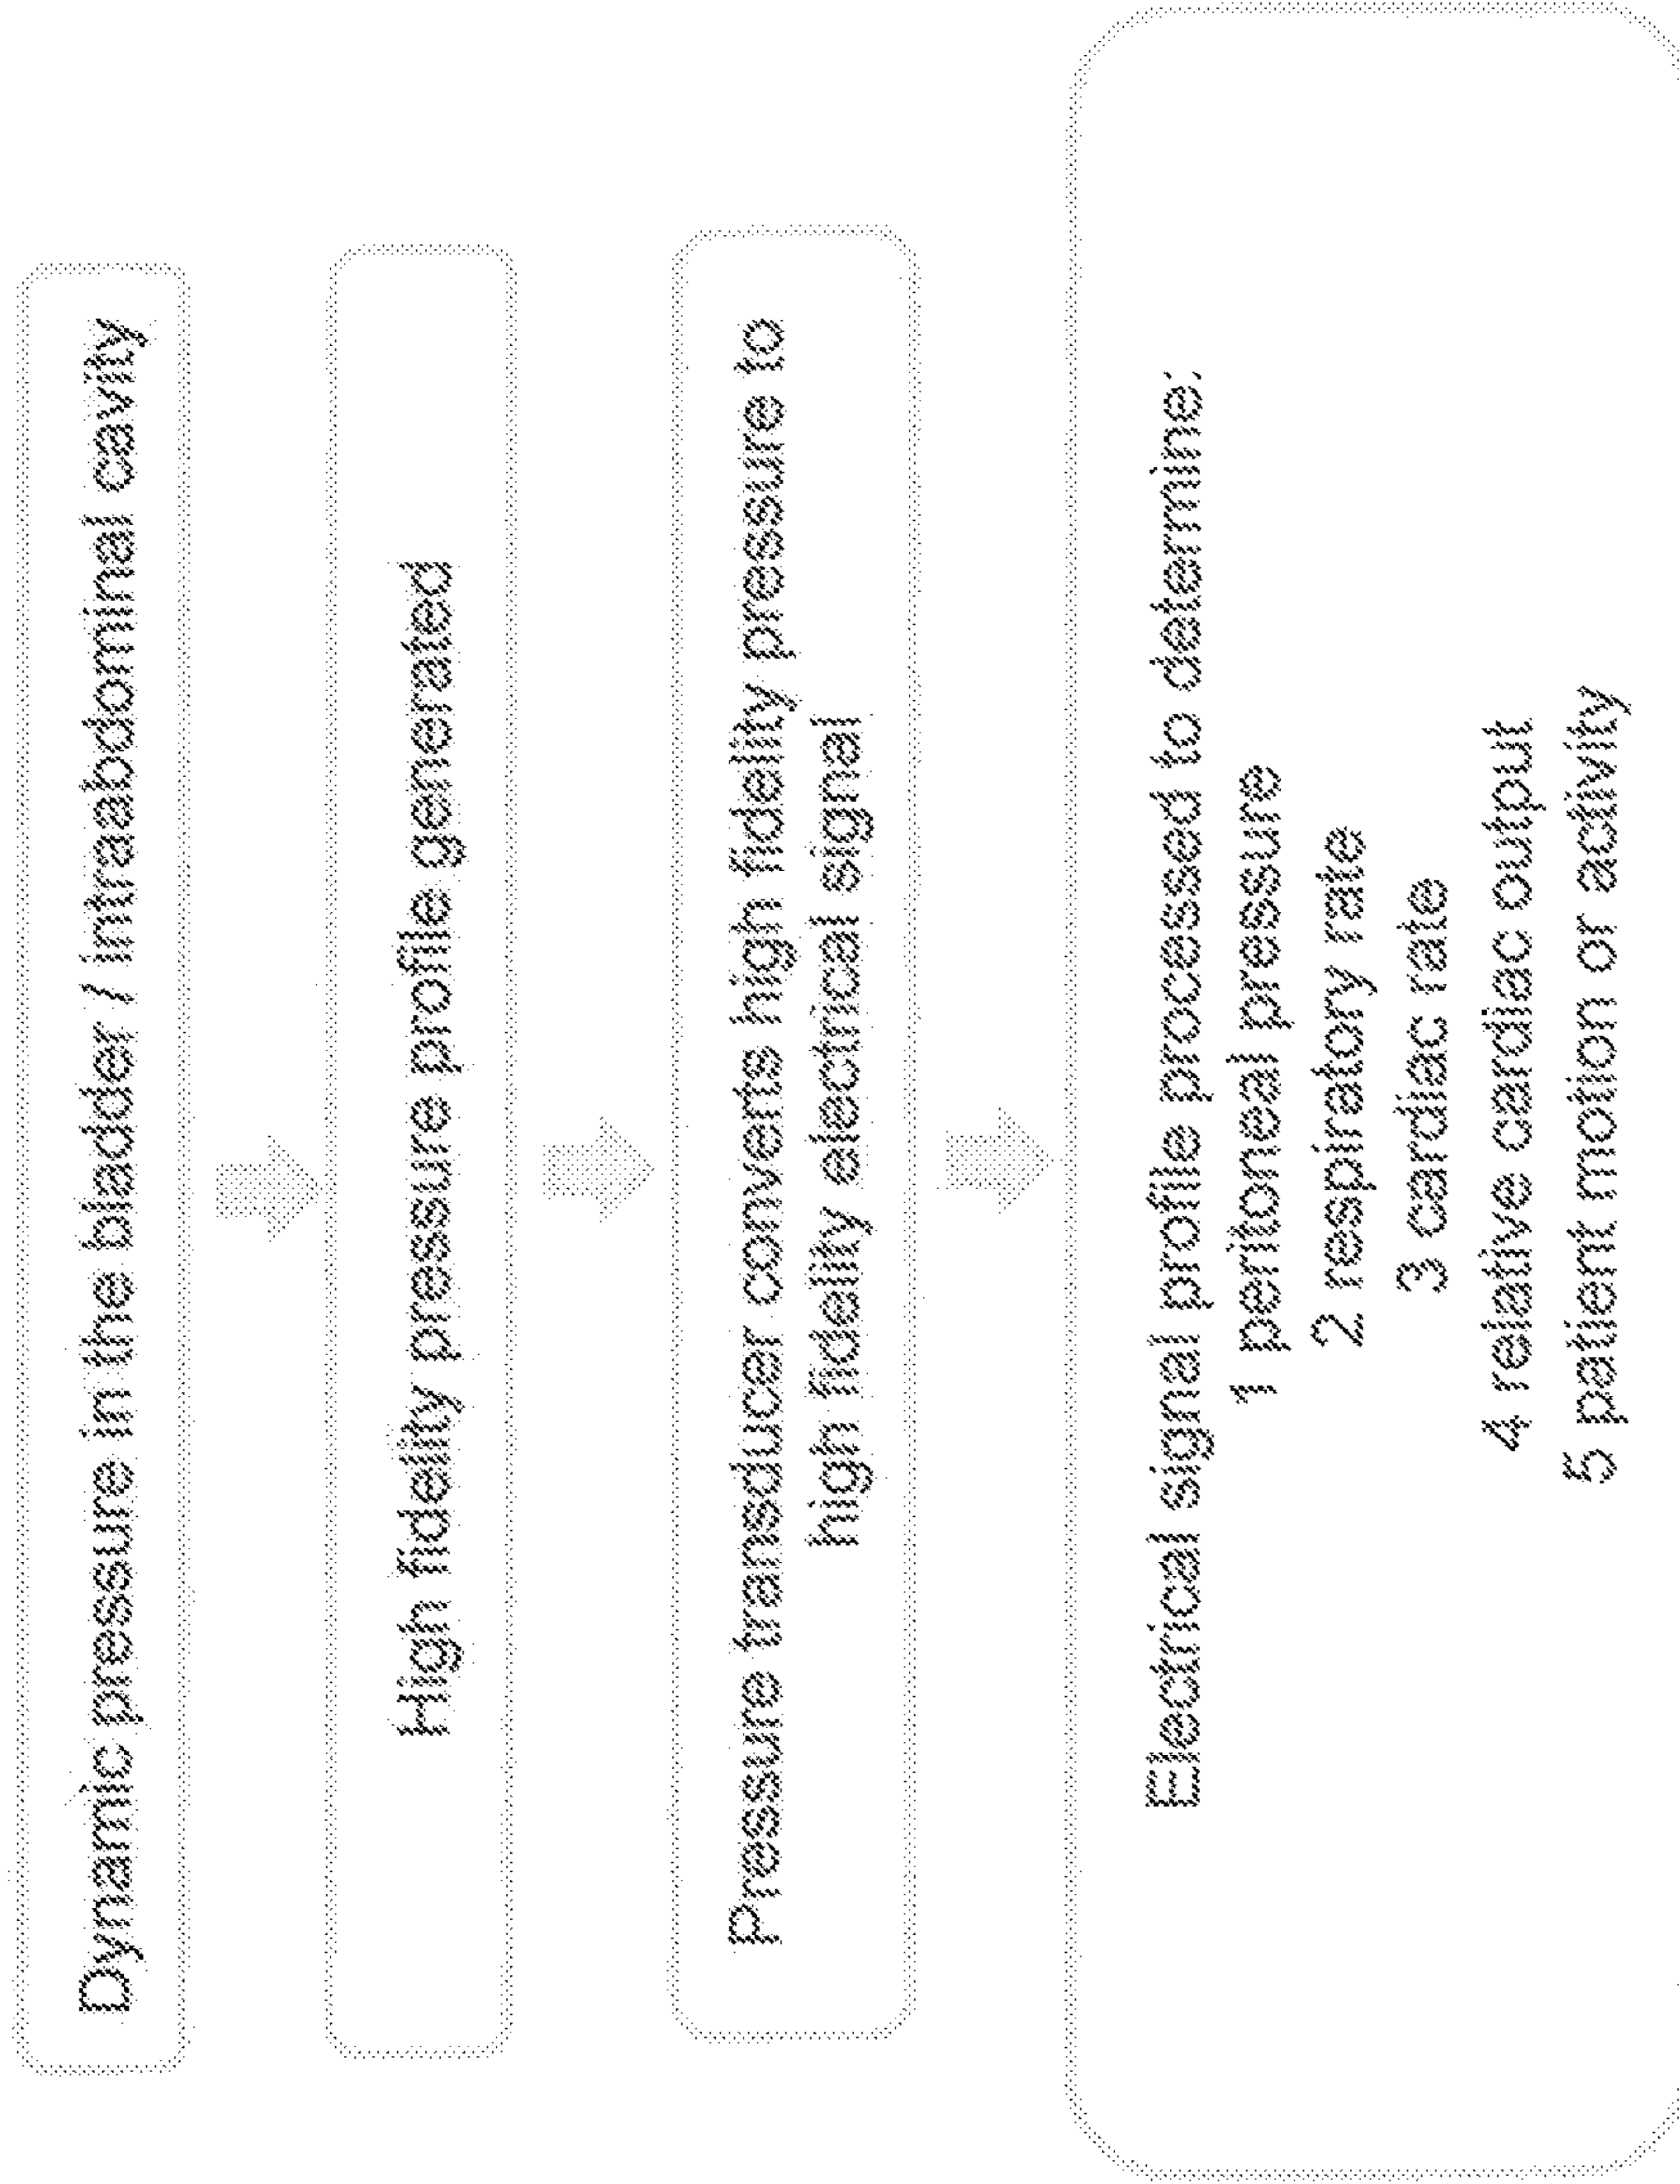 Dynamic pressure in the bladder / intraabdominal cavity
High fidelity pressure profile generated
Pressure transducer converts high fidelity pressure to
high fidelity electrical signal
Electrical signal profile processed to determine:
1 peritoneal pressure
2 respiratory rate
3 cardiac rate
4 relative cardiac output
5 patient motion or activity